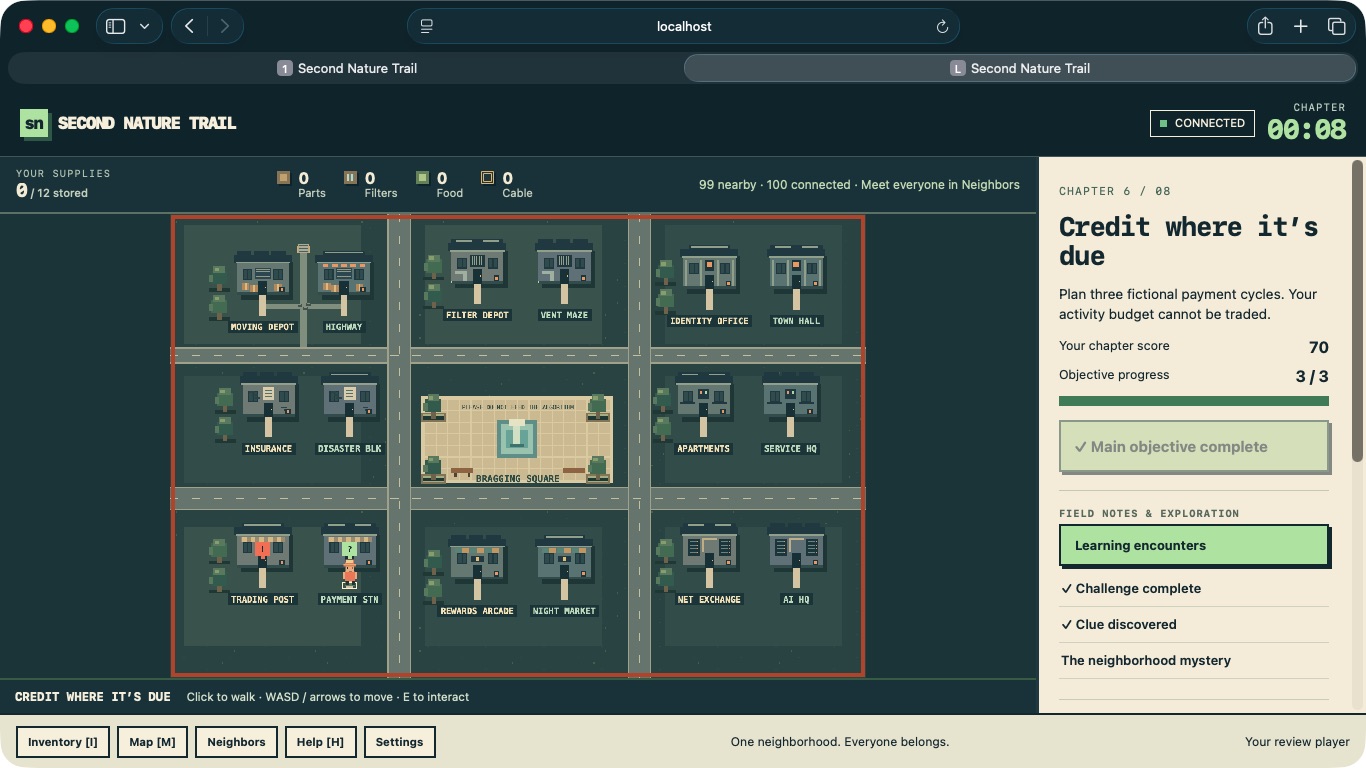 localhost
1 Second Nature Trail
L Second Nature Trail
sn SECOND NATURE TRAIL
CONNECTED
CHAPTER
00:08
YOUR SUPPLIES
0 / 12 stored
0 Parts
0 Filters
0 Food
0 Cable
99 nearby · 100 connected · Meet everyone in Neighbors
MOVING DEPOT
HIGHWAY
FILTER DEPOT
VENT MAZE
IDENTITY OFFICE
TOWN HALL
INSURANCE
DISASTER BLK
BRAGGING SQUARE
APARTMENTS
SERVICE HQ
!
?
TRADING POST
PAYMENT STN
REWARDS ARCADE
NIGHT MARKET
NET EXCHANGE
AI HQ
CREDIT WHERE IT'S DUE
Click to walk · WASD / arrows to move · E to interact
CHAPTER 6 / 08
Credit where it's
due
Plan three fictional payment cycles. Your
activity budget cannot be traded.
Your chapter score 70
Objective progress 3 / 3
✓ Main objective complete
FIELD NOTES & EXPLORATION
Learning encounters
✓ Challenge complete
✓ Clue discovered
The neighborhood mystery
Inventory [I]
Map [M]
Neighbors
Help [H]
Settings
One neighborhood. Everyone belongs.
Your review player